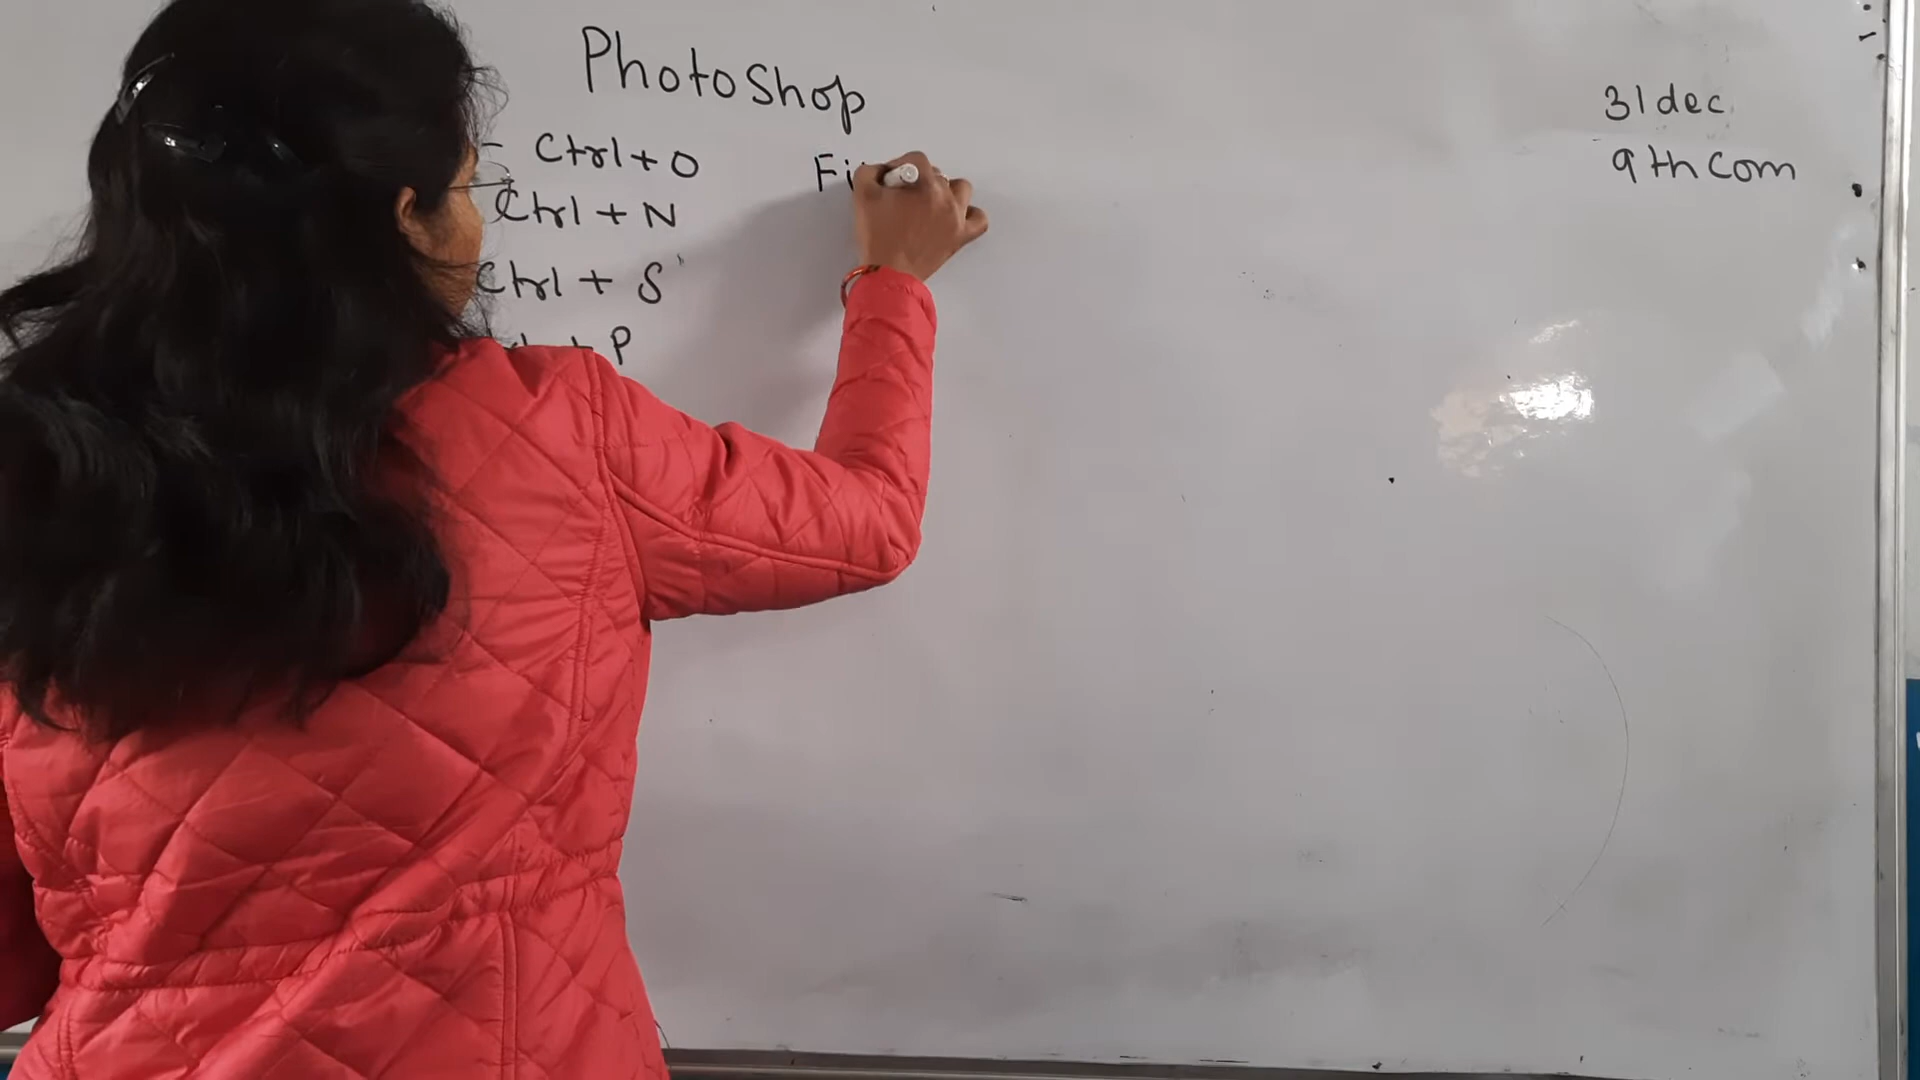 PhotoShop
- Ctrl + O
Ctrl + N
Ctrl + S
+ P
Fi
31 dec
9th Com